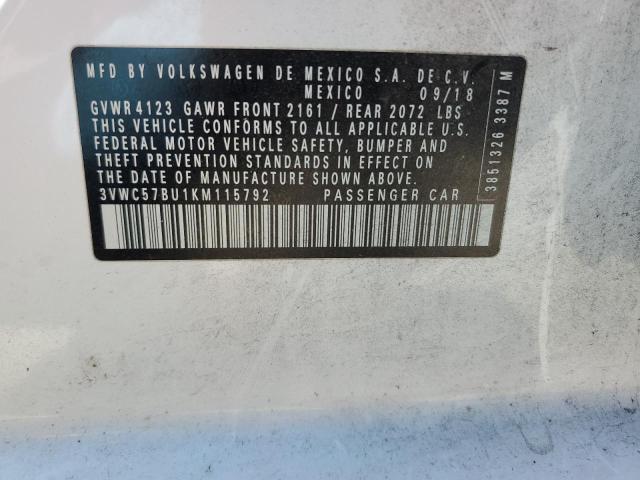 MFD BY VOLKSWAGEN DE MEXICO S.A. DE C.V.
MEXICO 09/18
GVWR 4123 GAWR FRONT 2161 / REAR 2072 LBS
THIS VEHICLE CONFORMS TO ALL APPLICABLE U.S.
FEDERAL MOTOR VEHICLE SAFETY, BUMPER AND
THEFT PREVENTION STANDARDS IN EFFECT ON
THE DATE OF MANUFACTURE SHOWN ABOVE
3VWC57BU1KM115792 PASSENGER CAR
3851326 3387 M